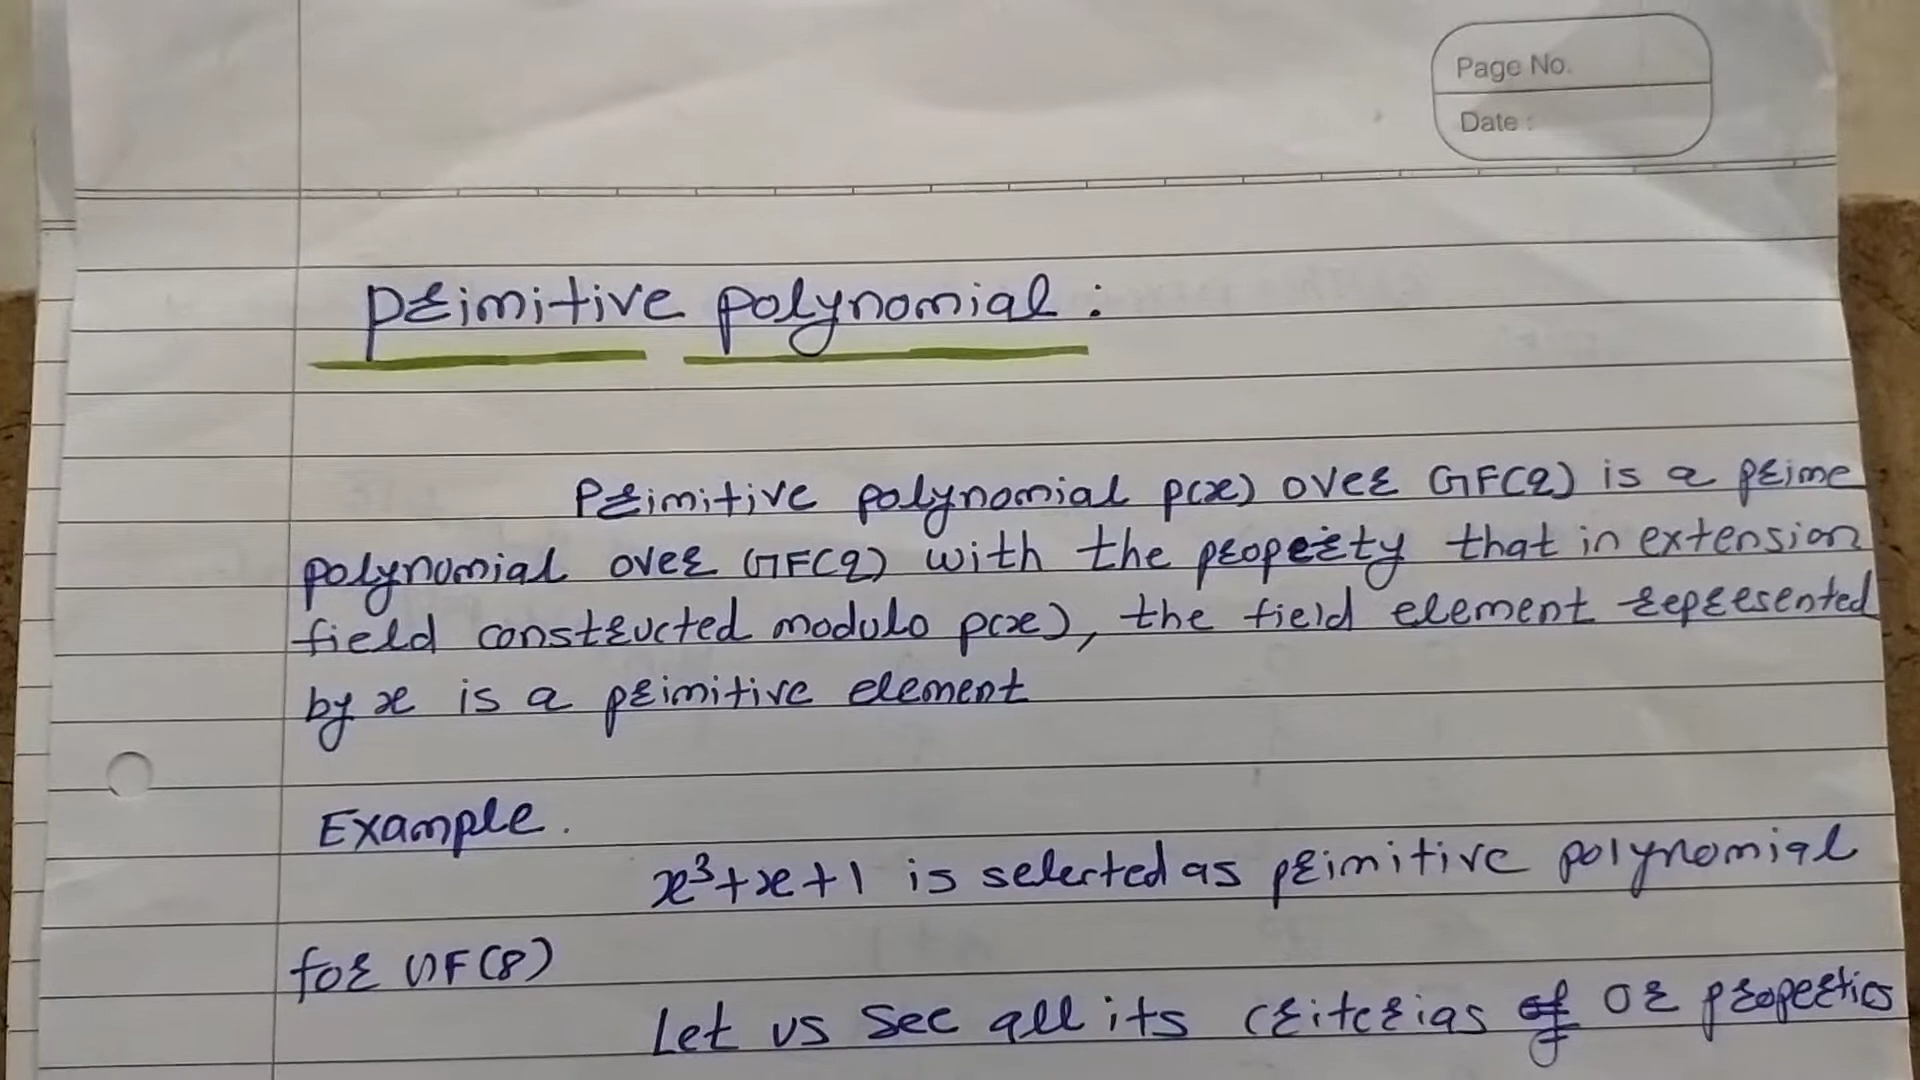 Page No.
Date :
Primitive polynomial :
Primitive polynomial p(x) over GF(q) is a prime
polynomial over GF(q) with the property that in extension
field constructed modulo p(x), the field element represented
by x is a primitive element
Example.
x³+x+1 is selected as primitive polynomial
for GF(8)
Let us see all its criterias of or properties